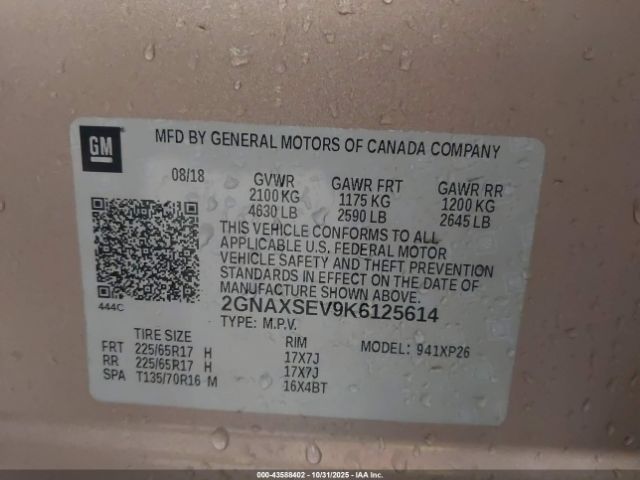 GM
MFD BY GENERAL MOTORS OF CANADA COMPANY
08/18 GVWR GAWR FRT GAWR RR
2100 KG 1175 KG 1200 KG
4630 LB 2590 LB 2645 LB
THIS VEHICLE CONFORMS TO ALL
APPLICABLE U.S. FEDERAL MOTOR
VEHICLE SAFETY AND THEFT PREVENTION
STANDARDS IN EFFECT ON THE DATE OF
MANUFACTURE SHOWN ABOVE.
444C
2GNAXSEV9K6125614
TYPE: M.P.V.
TIRE SIZE RIM MODEL: 941XP26
FRT 225/65R17 H 17X7J
RR 225/65R17 H 17X7J
SPA T135/70R16 M 16X4BT
00-43588402 - 10/31/2025 - IAAI.com